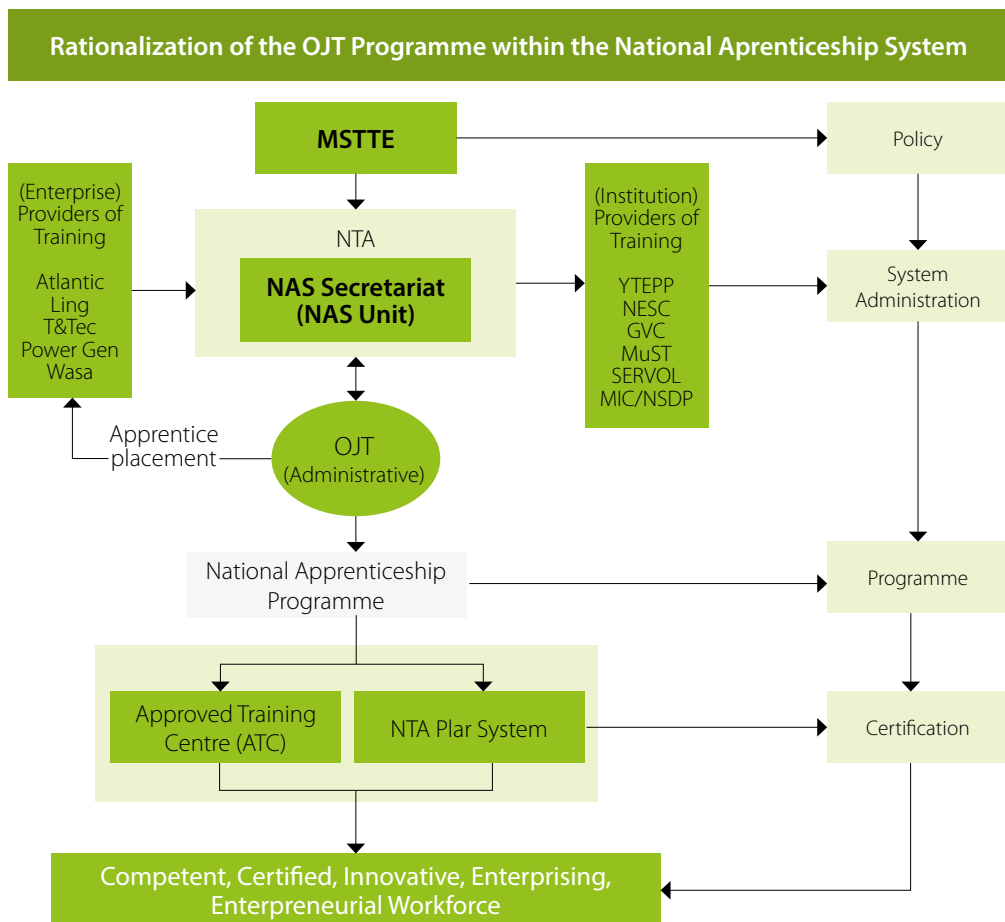 Rationalization of the OJT Programme within the National Aprenticeship System
MSTTE
Policy
(Enterprise)
Providers of
Training
Atlantic
Ling
T&Tec
Power Gen
Wasa
NTA
NAS Secretariat
(NAS Unit)
(Institution)
Providers of
Training
YTEPP
NESC
GVC
MuST
SERVOL
MIC/NSDP
System
Administration
Apprentice
placement
OJT
(Administrative)
National Apprenticeship
Programme
Programme
Approved Training
Centre (ATC)
NTA Plar System
Certification
Competent, Certified, Innovative, Enterprising,
Enterpreneurial Workforce